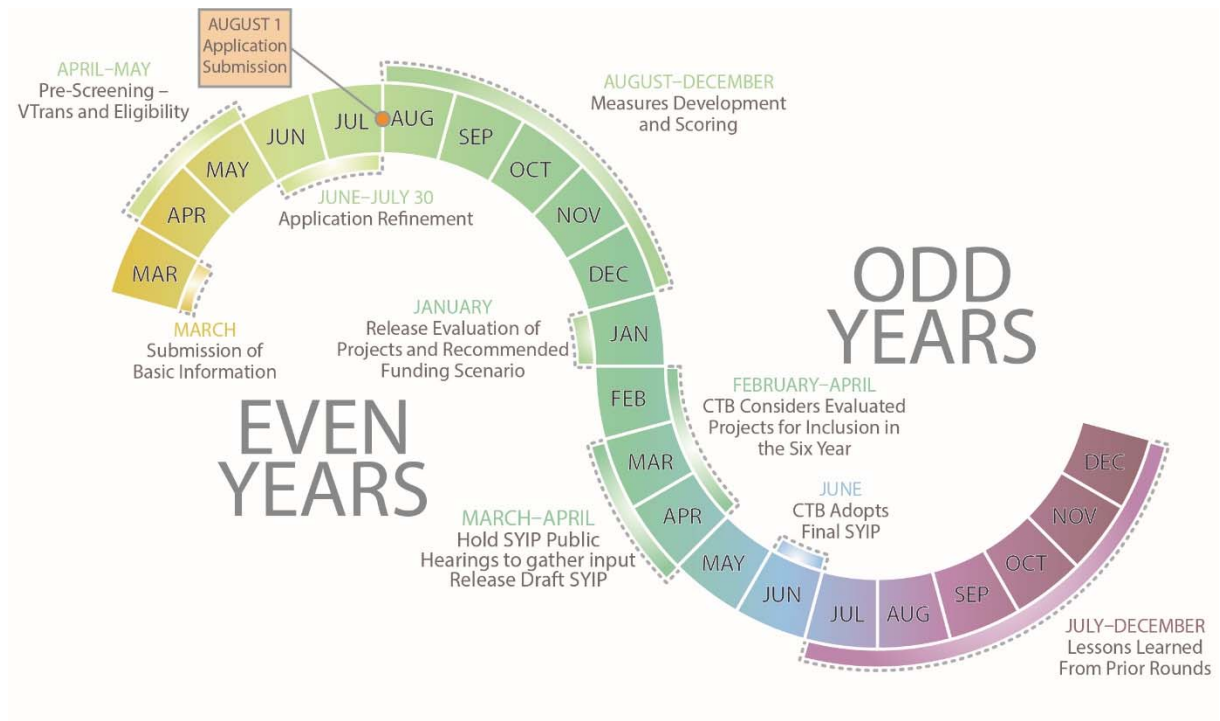 AUGUST 1
Application
Submission
APRIL–MAY
Pre-Screening –
VTrans and Eligibility
AUGUST–DECEMBER
Measures Development
and Scoring
MAR
APR
MAY
JUN
JUL
AUG
SEP
OCT
NOV
DEC
JUNE–JULY 30
Application Refinement
MARCH
Submission of
Basic Information
JANUARY
Release Evaluation of
Projects and Recommended
Funding Scenario
EVEN
YEARS
ODD
YEARS
JAN
FEB
MAR
APR
MAY
JUN
JUL
AUG
SEP
OCT
NOV
DEC
FEBRUARY–APRIL
CTB Considers Evaluated
Projects for Inclusion in
the Six Year
MARCH–APRIL
Hold SYIP Public
Hearings to gather input
Release Draft SYIP
JUNE
CTB Adopts
Final SYIP
JULY–DECEMBER
Lessons Learned
From Prior Rounds